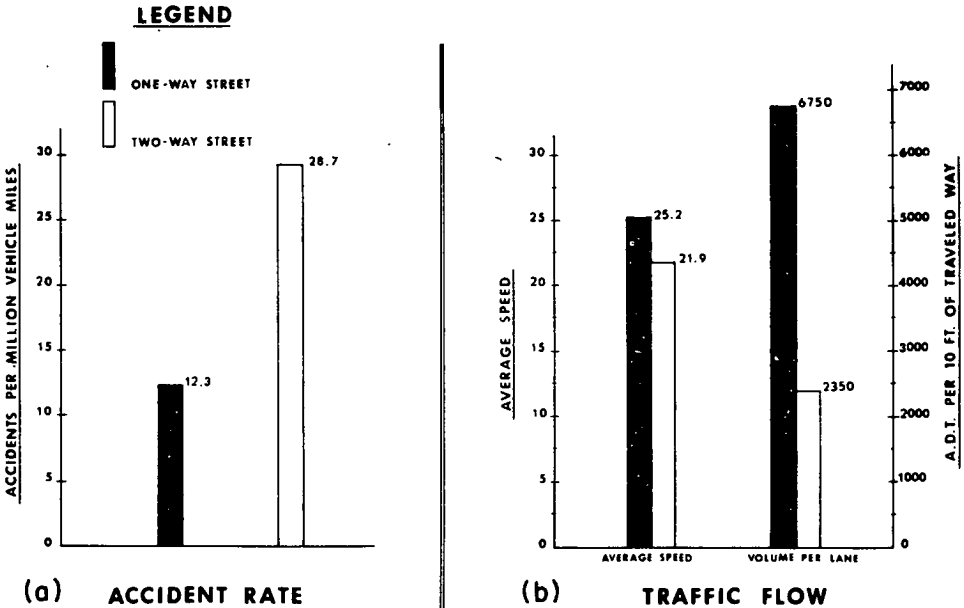 LEGEND
ONE-WAY STREET
TWO-WAY STREET
ACCIDENTS PER MILLION VEHICLE MILES
30
25
20
15
10
5
0
12.3
28.7
(a) ACCIDENT RATE
AVERAGE SPEED
30
25
20
15
10
5
0
25.2
21.9
6750
2350
AVERAGE SPEED
VOLUME PER LANE
7000
6000
5000
4000
3000
2000
1000
0
A.D.T. PER 10 FT. OF TRAVELED WAY
(b) TRAFFIC FLOW